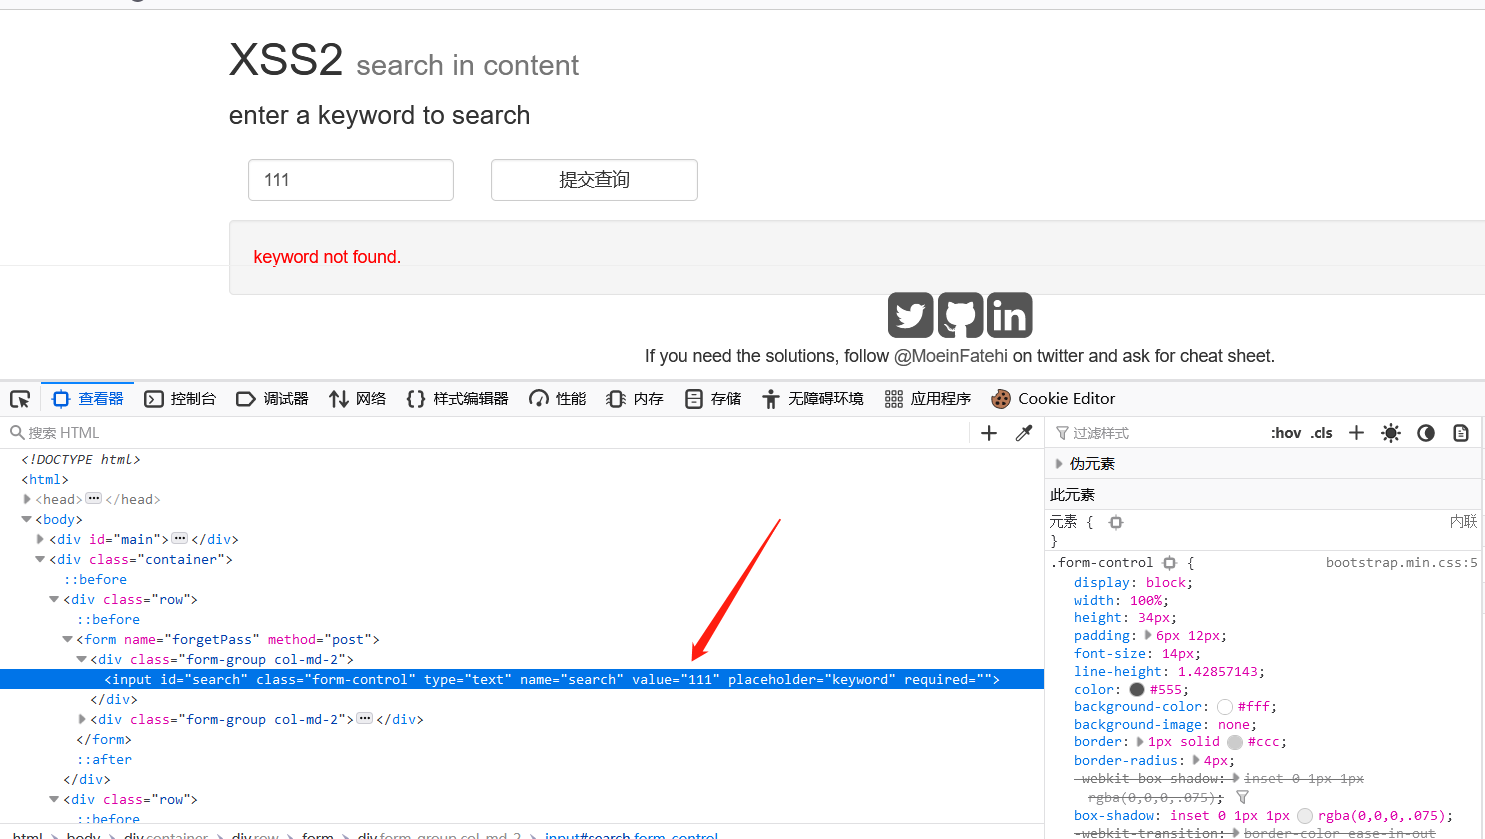 XSS2 search in content
enter a keyword to search
111
提交查询
keyword not found.
If you need the solutions, follow @MoeinFatehi on twitter and ask for cheat sheet.
查看器 控制台 调试器 网络 样式编辑器 性能 内存 存储 无障碍环境 应用程序 Cookie Editor
搜索 HTML
<!DOCTYPE html>
<html>
<head> ••• </head>
<body>
<div id="main"> ••• </div>
<div class="container">
::before
<div class="row">
::before
<form name="forgetPass" method="post">
<div class="form-group col-md-2">
<input id="search" class="form-control" type="text" name="search" value="111" placeholder="keyword" required="">
</div>
<div class="form-group col-md-2"> ••• </div>
</form>
::after
</div>
<div class="row">
::before
html > body > div.container > div.row > form > div.form-group.col-md-2 > input#search.form-control
过滤样式 :hov .cls
伪元素
此元素
元素 { 内联
}
.form-control { bootstrap.min.css:5
display: block;
width: 100%;
height: 34px;
padding: 6px 12px;
font-size: 14px;
line-height: 1.42857143;
color: #555;
background-color: #fff;
background-image: none;
border: 1px solid #ccc;
border-radius: 4px;
-webkit-box-shadow: inset 0 1px 1px
rgba(0,0,0,.075);
box-shadow: inset 0 1px 1px rgba(0,0,0,.075);
-webkit-transition: border-color ease-in-out